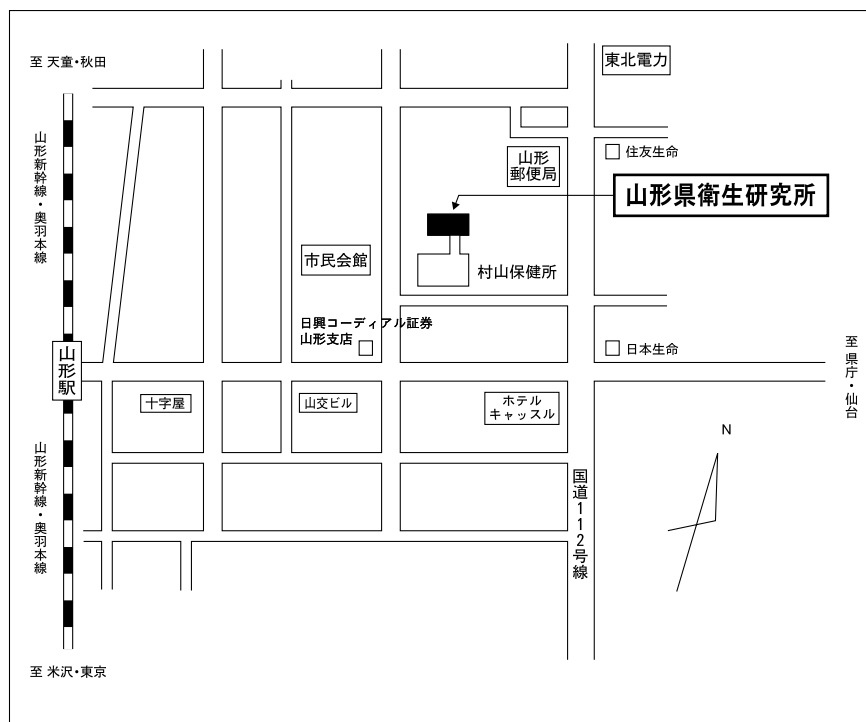 至 天童・秋田
東北電力
山形新幹線・奥羽本線
山形
郵便局
住友生命
山形県衛生研究所
市民会館
村山保健所
日興コーディアル証券
山形支店
日本生命
山形駅
至 県庁・仙台
十字屋
山交ビル
ホテル
キャッスル
N
山形新幹線・奥羽本線
国道112号線
至 米沢・東京